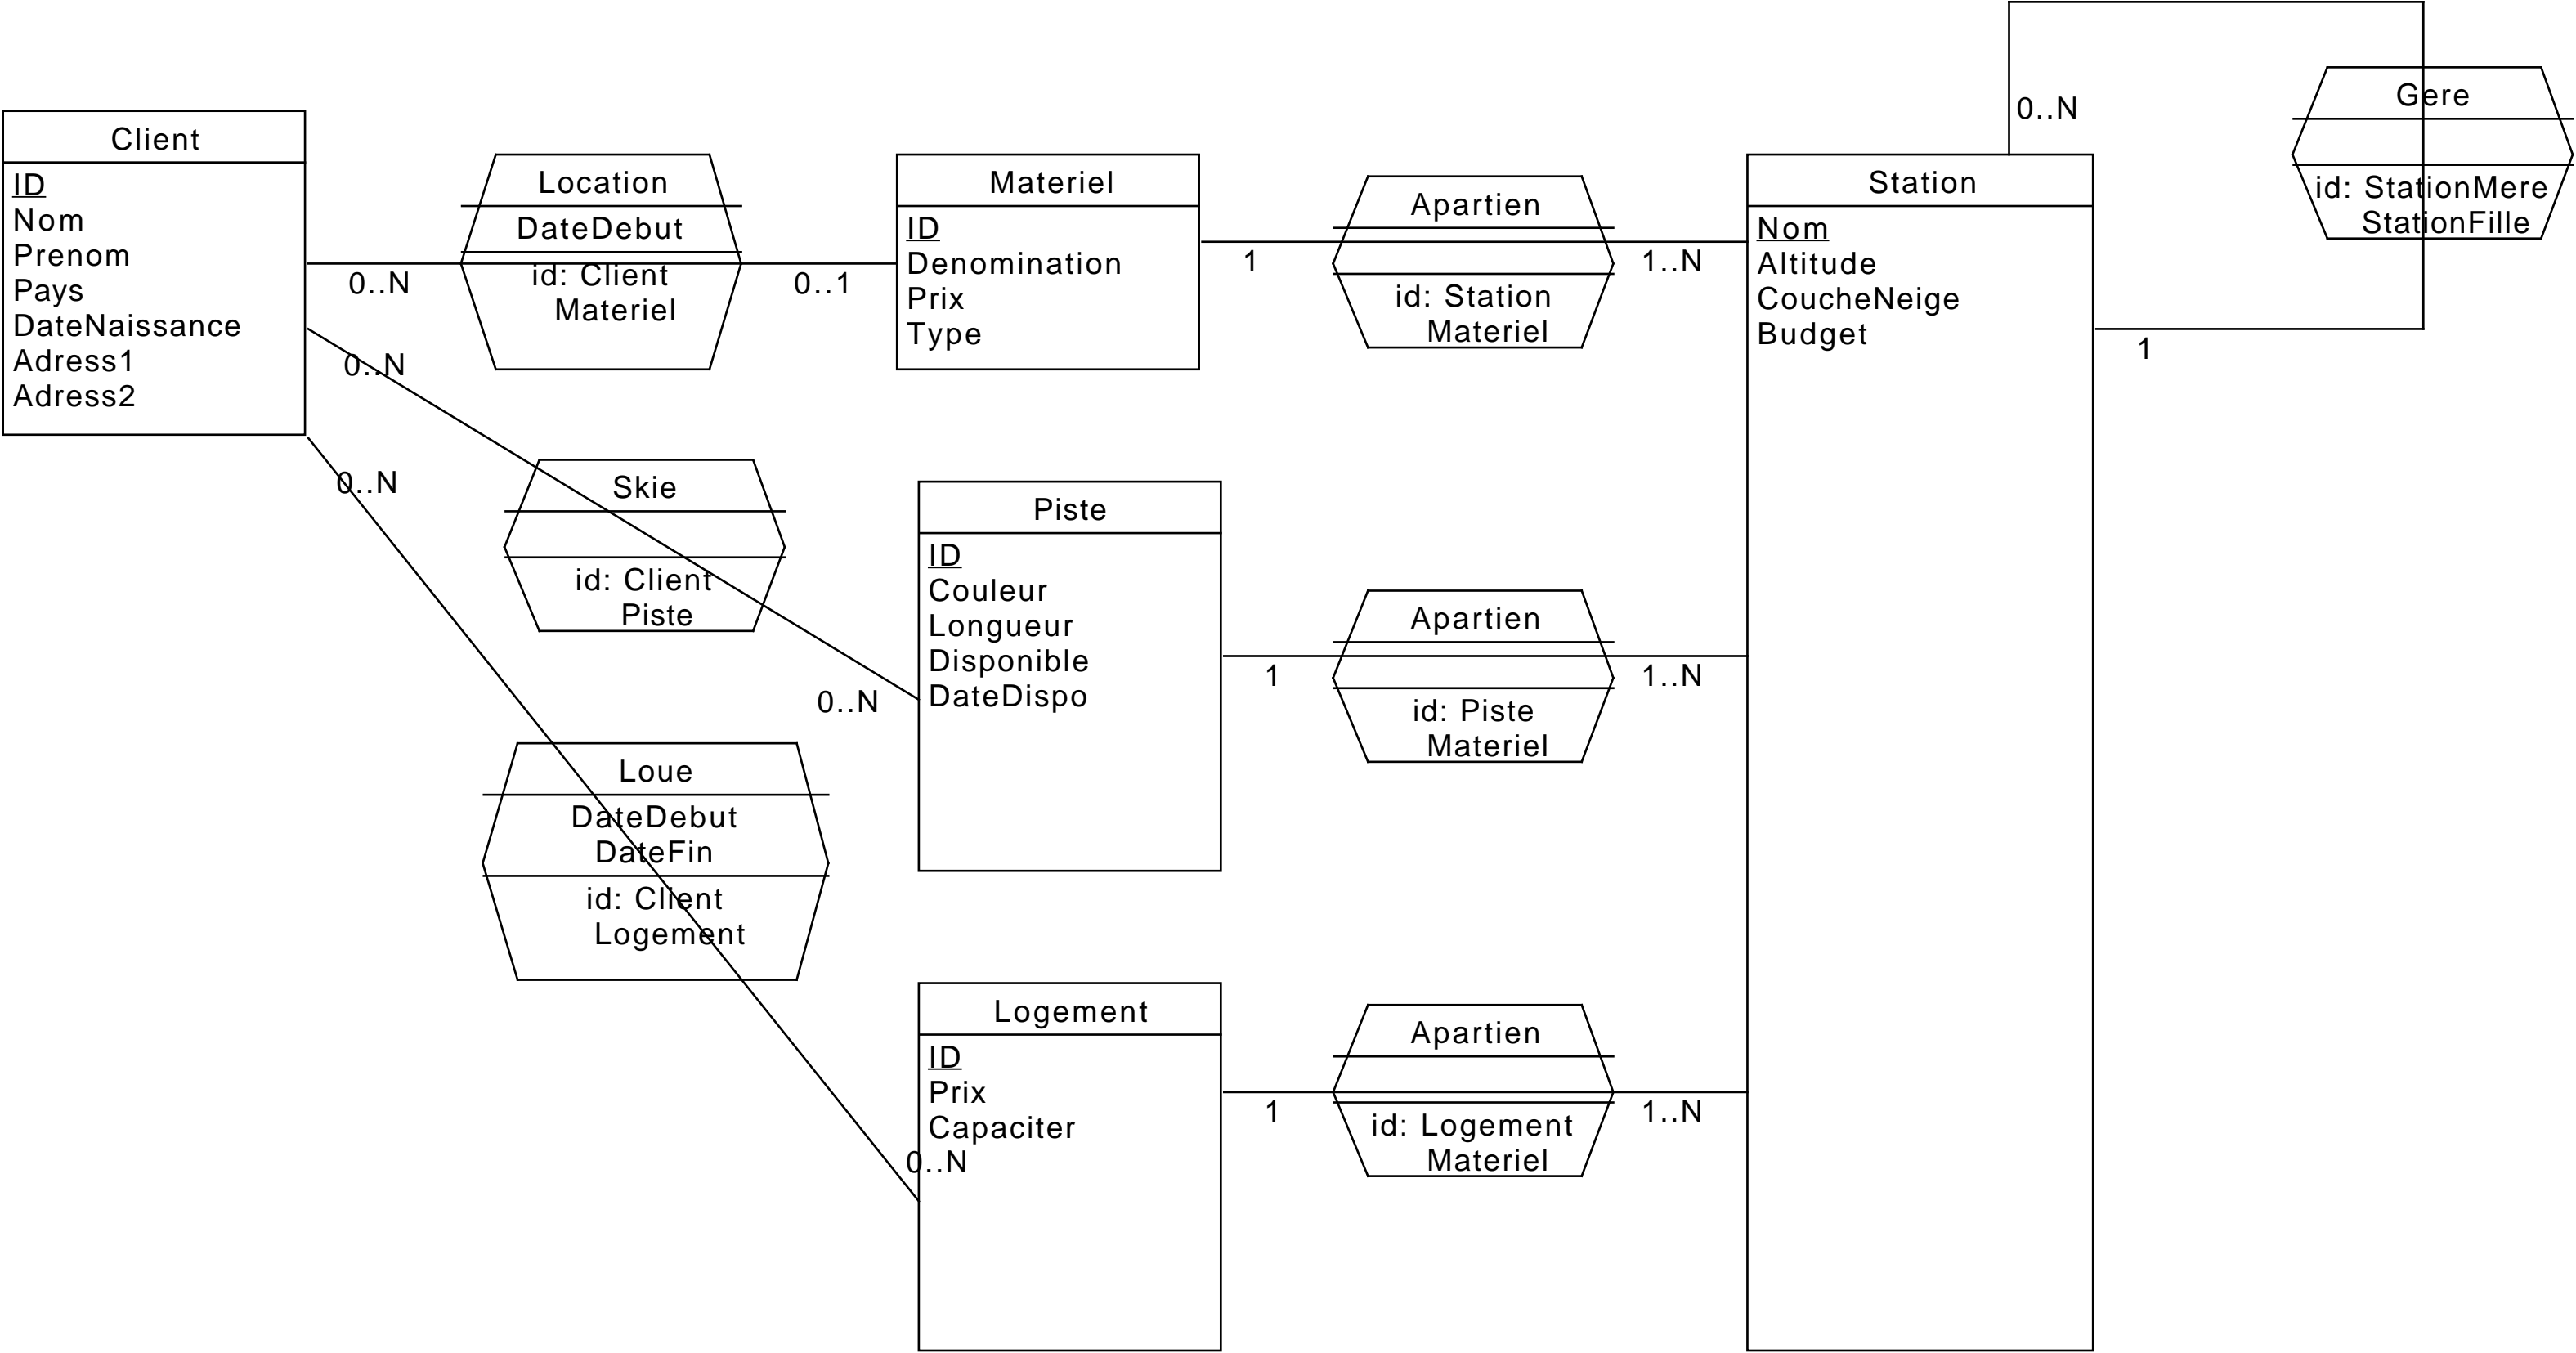 Client
ID
Nom
Prenom
Pays
DateNaissance
Adress1
Adress2
0..N
Location
DateDebut
id: Client
Materiel
0..1
Materiel
ID
Denomination
Prix
Type
1
Apartien
id: Station
Materiel
1..N
Station
Nom
Altitude
CoucheNeige
Budget
0..N
Gere
id: StationMere
StationFille
1
0..N
Skie
id: Client
Piste
0..N
Piste
ID
Couleur
Longueur
Disponible
DateDispo
1
Apartien
id: Piste
Materiel
1..N
0..N
Loue
DateDebut
DateFin
id: Client
Logement
0..N
Logement
ID
Prix
Capaciter
1
Apartien
id: Logement
Materiel
1..N